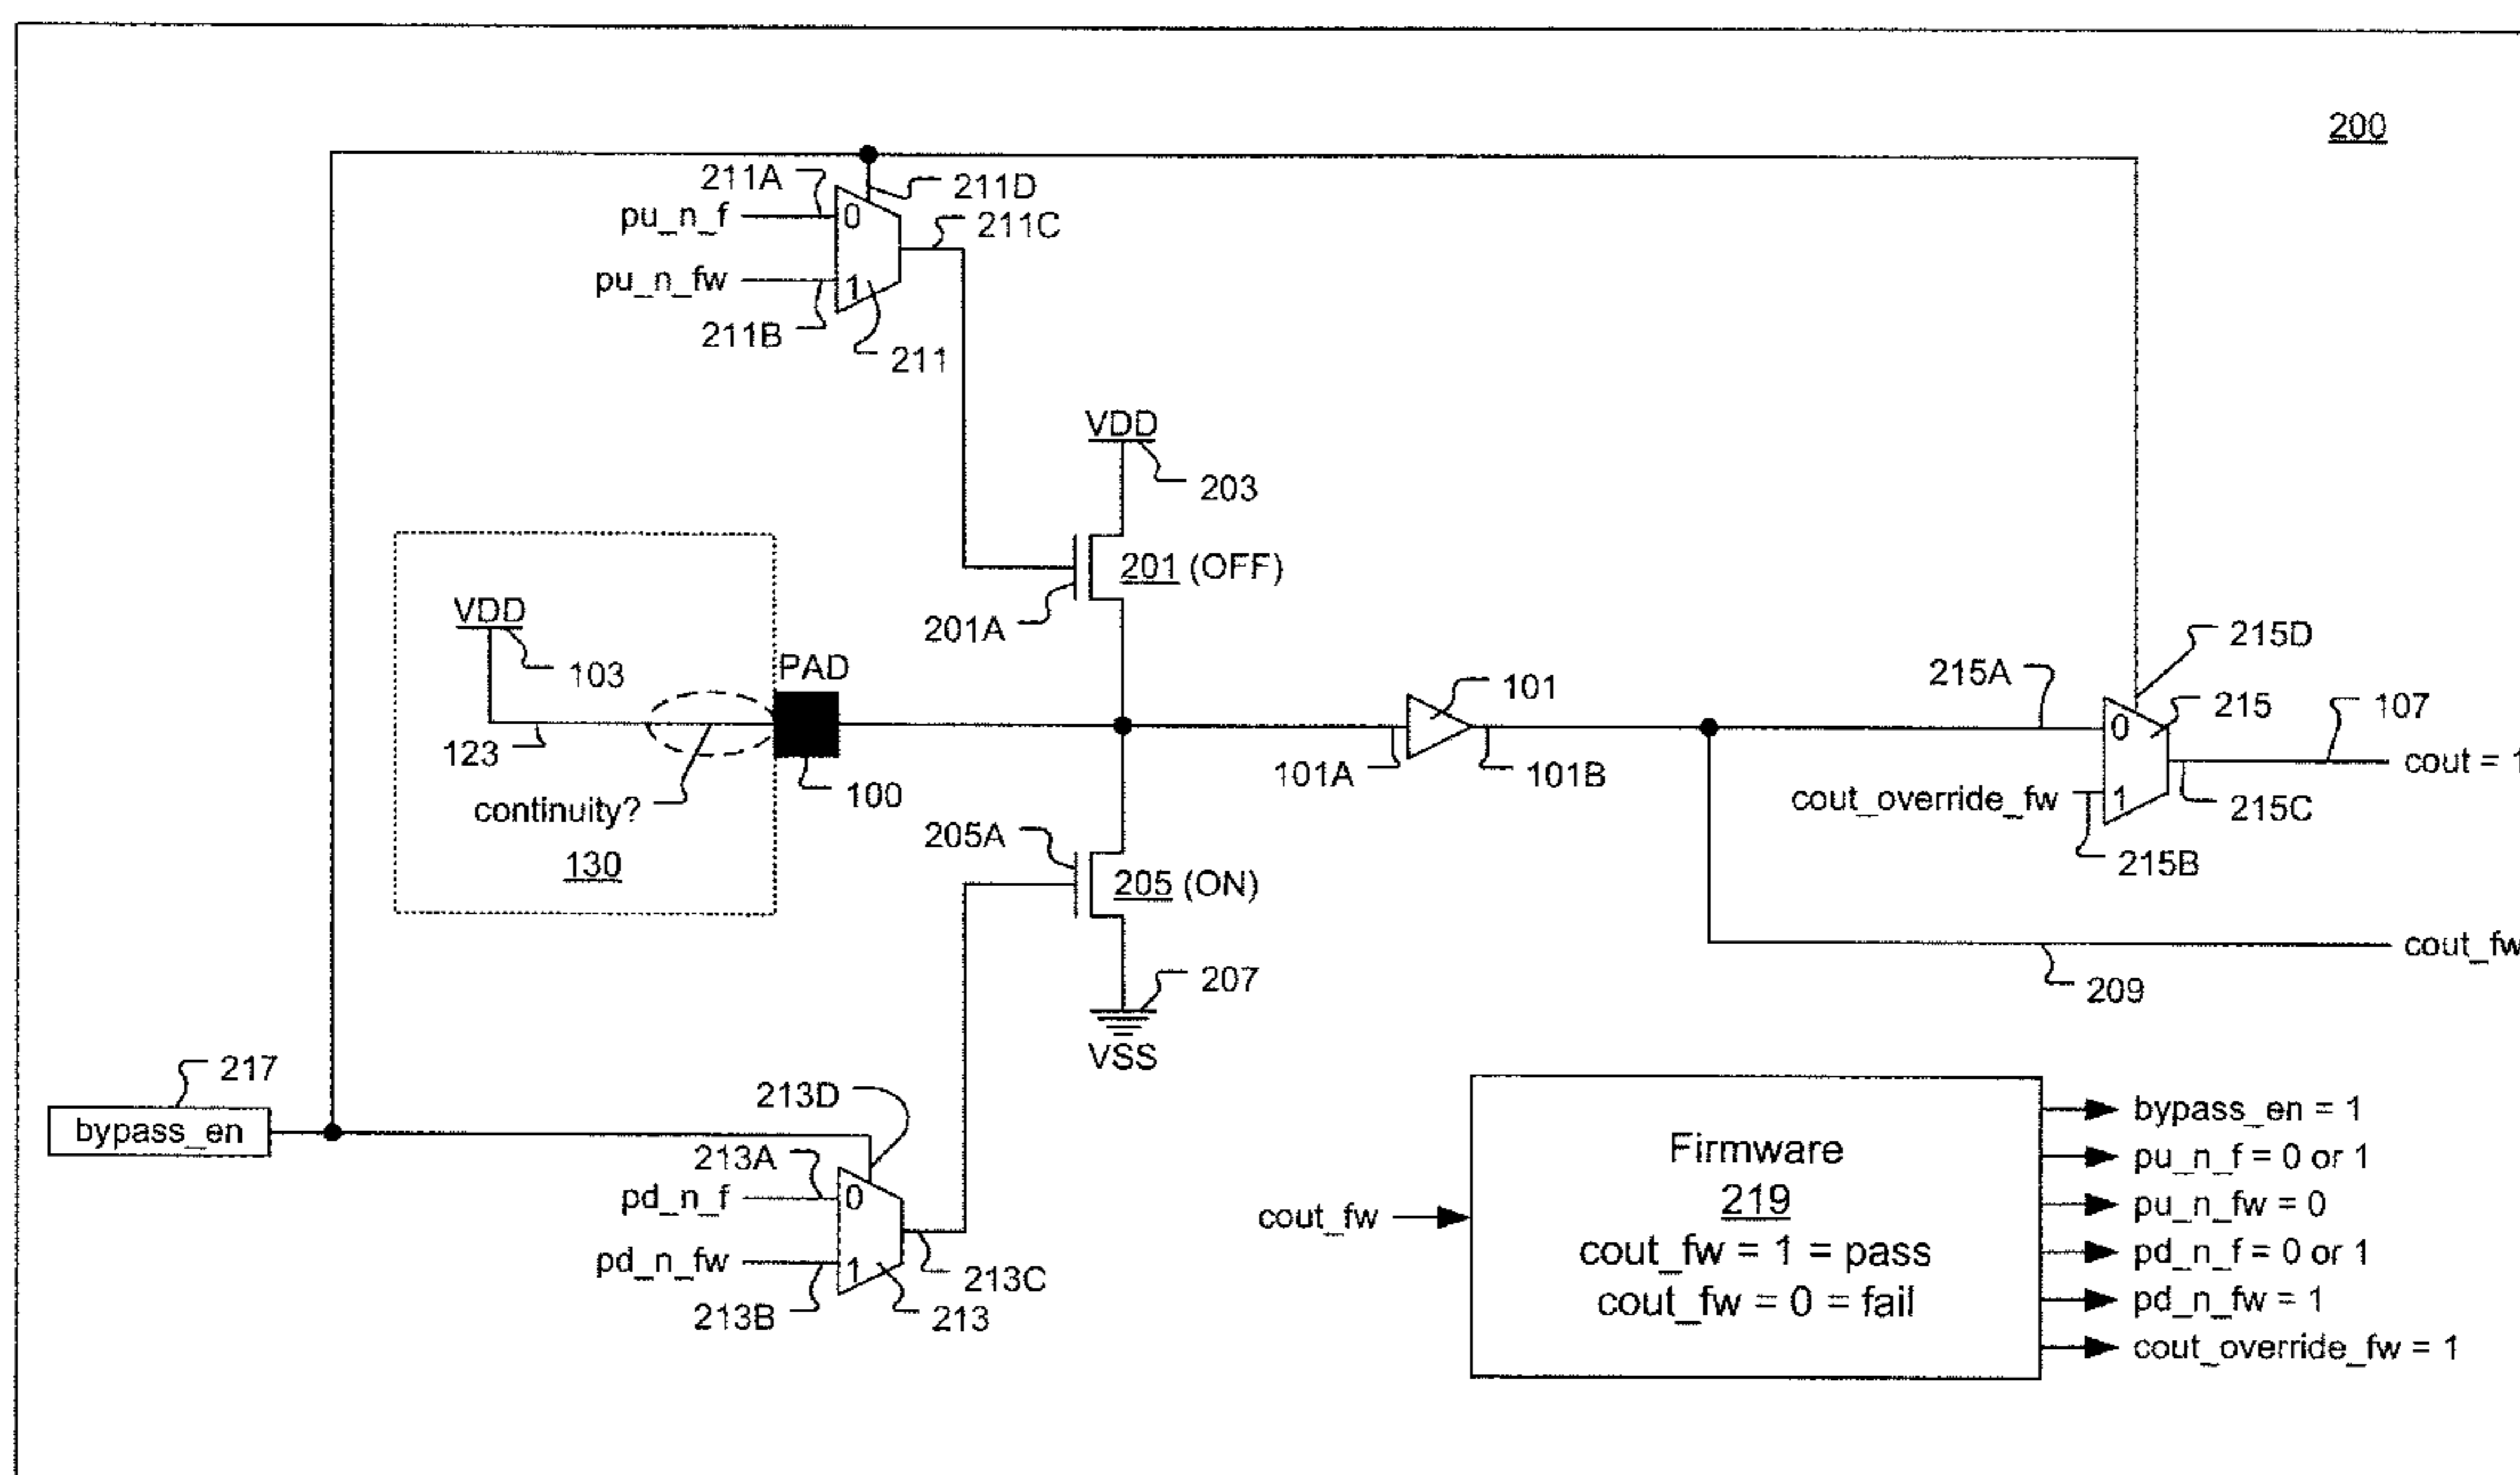 200
211A
211D
pu_n_f
0
211C
pu_n_fw
1
211B
211
VDD
203
201 (OFF)
201A
VDD
103
PAD
123
continuity?
100
130
101
101A
101B
215A
215D
215
107
0
cout = 1
cout_override_fw
1
215C
215B
205A
205 (ON)
cout_fw
209
207
VSS
217
bypass_en
213D
213A
pd_n_f
0
pd_n_fw
1
213C
213B
213
cout_fw
Firmware
219
cout_fw = 1 = pass
cout_fw = 0 = fail
bypass_en = 1
pu_n_f = 0 or 1
pu_n_fw = 0
pd_n_f = 0 or 1
pd_n_fw = 1
cout_override_fw = 1